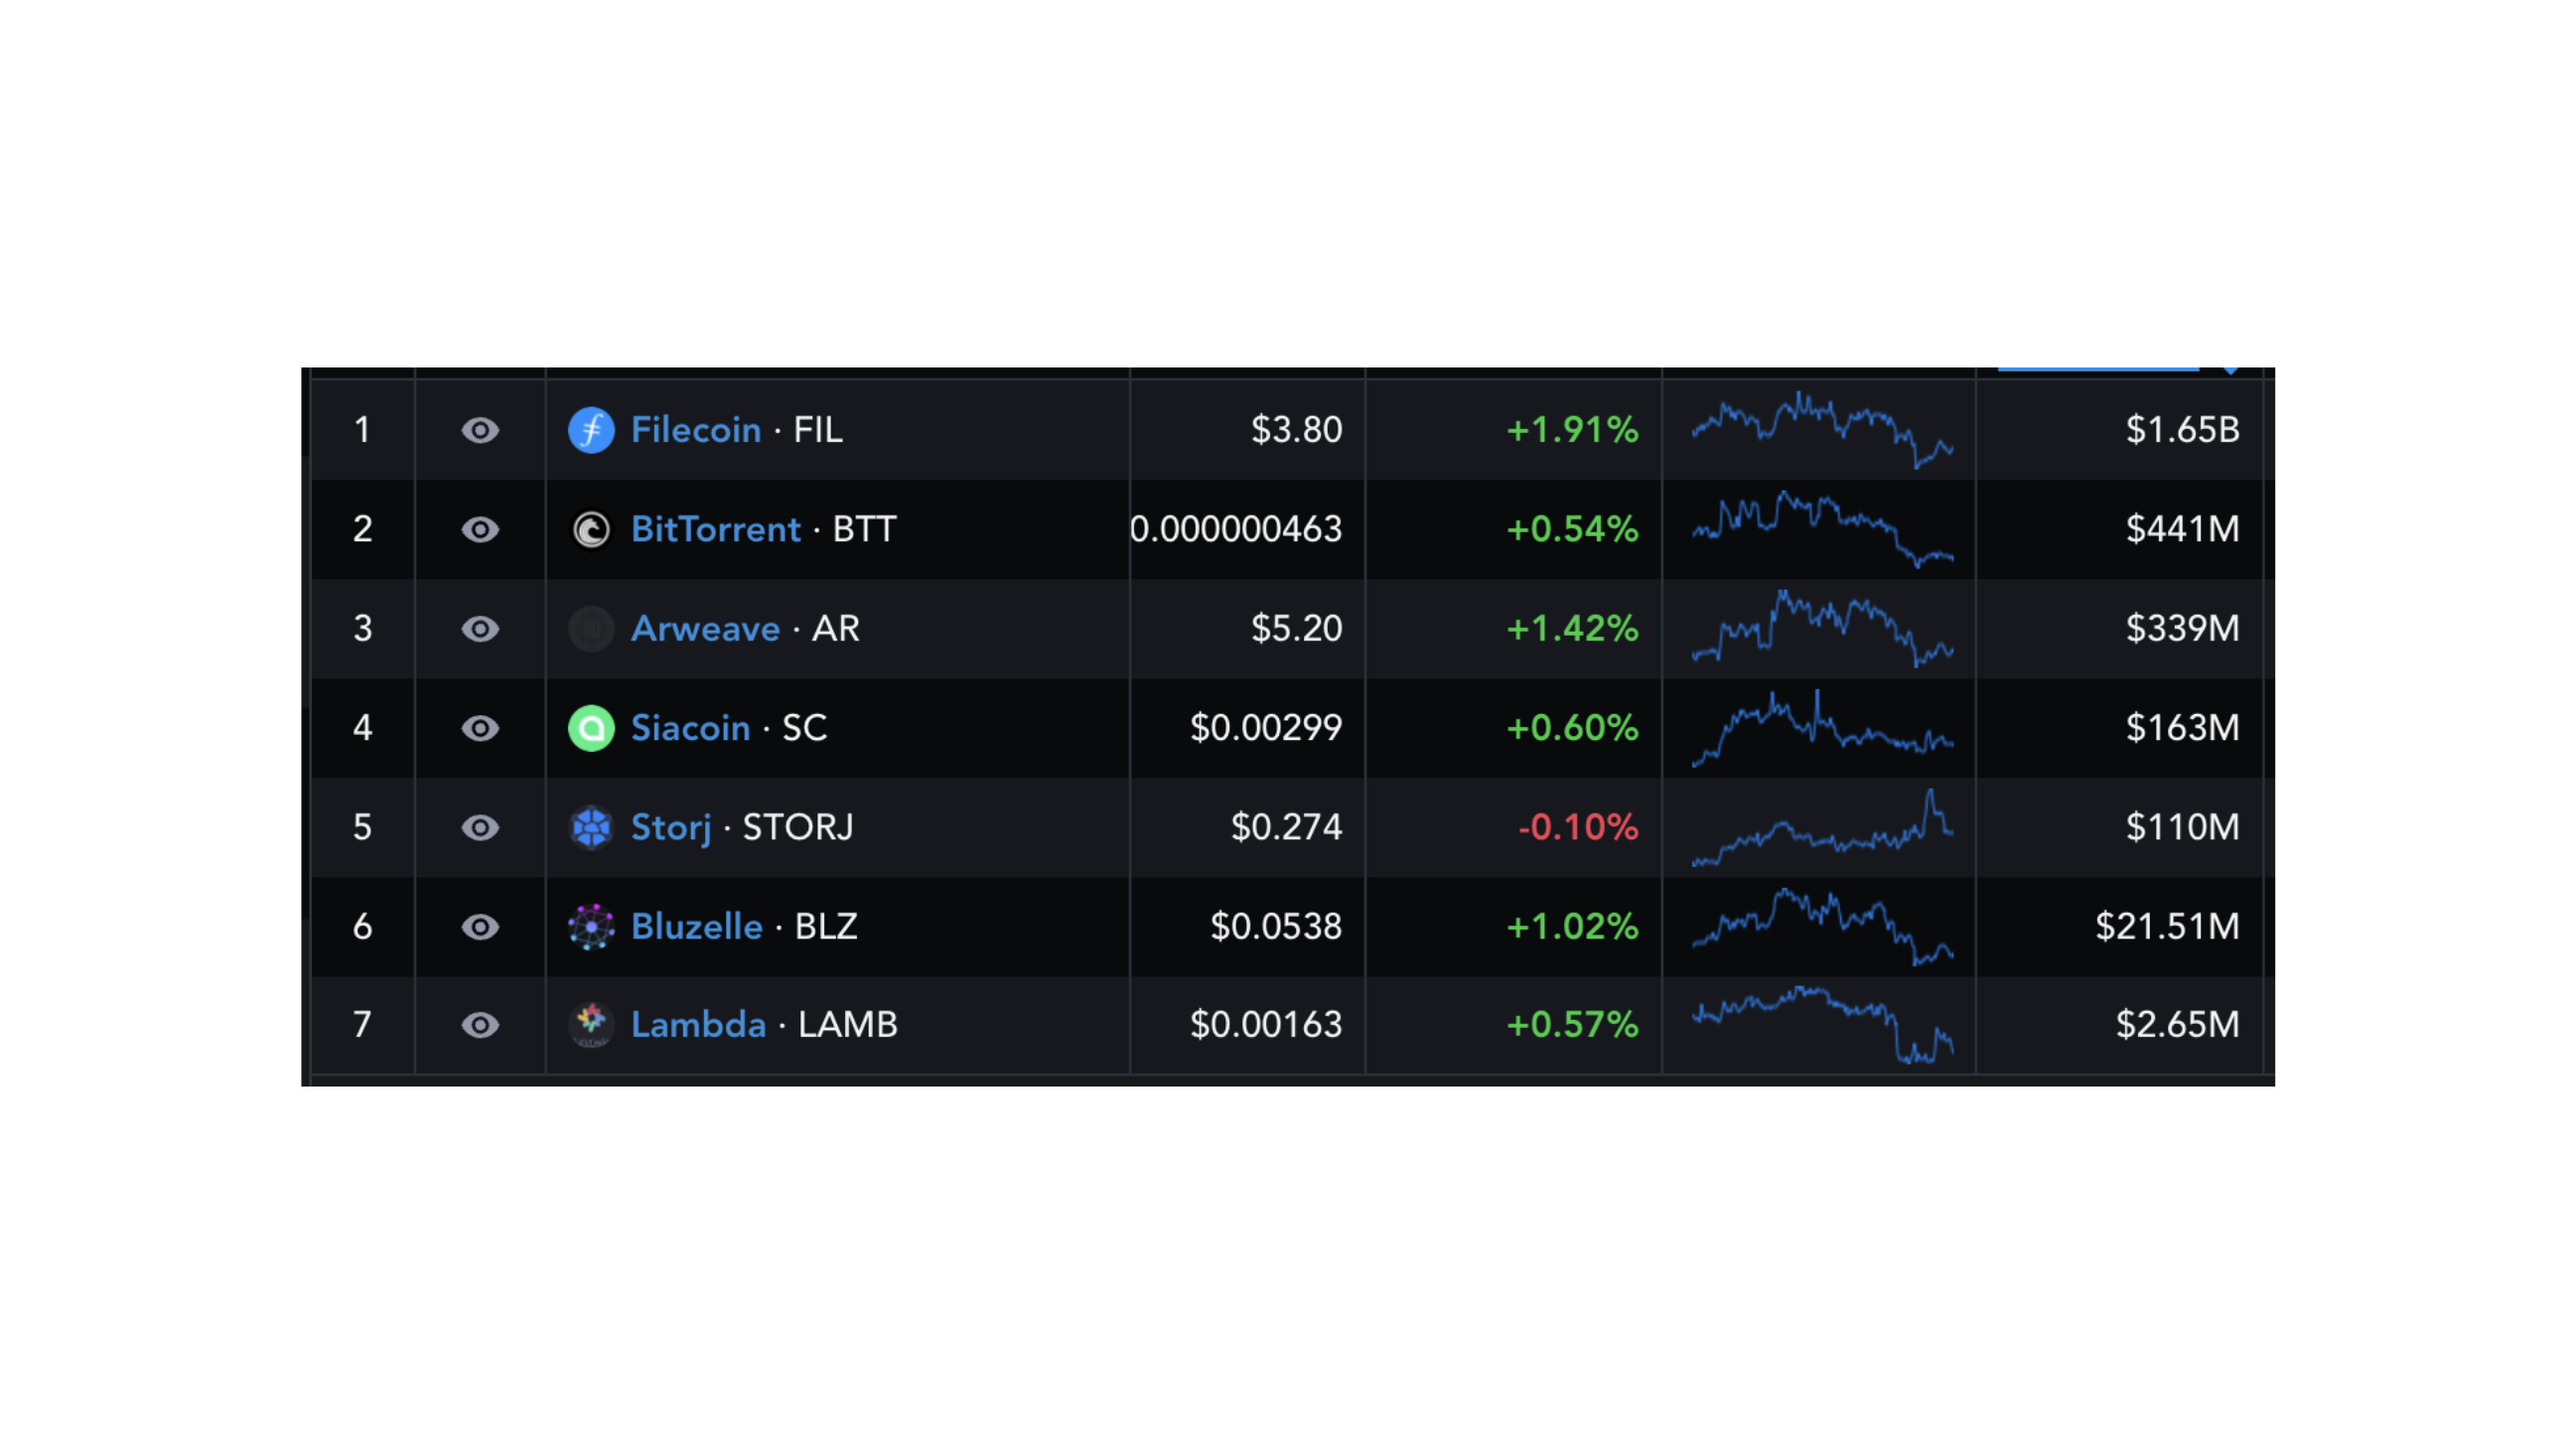 1 Filecoin · FIL $3.80 +1.91% $1.65B
2 BitTorrent · BTT 0.000000463 +0.54% $441M
3 Arweave · AR $5.20 +1.42% $339M
4 Siacoin · SC $0.00299 +0.60% $163M
5 Storj · STORJ $0.274 -0.10% $110M
6 Bluzelle · BLZ $0.0538 +1.02% $21.51M
7 Lambda · LAMB $0.00163 +0.57% $2.65M